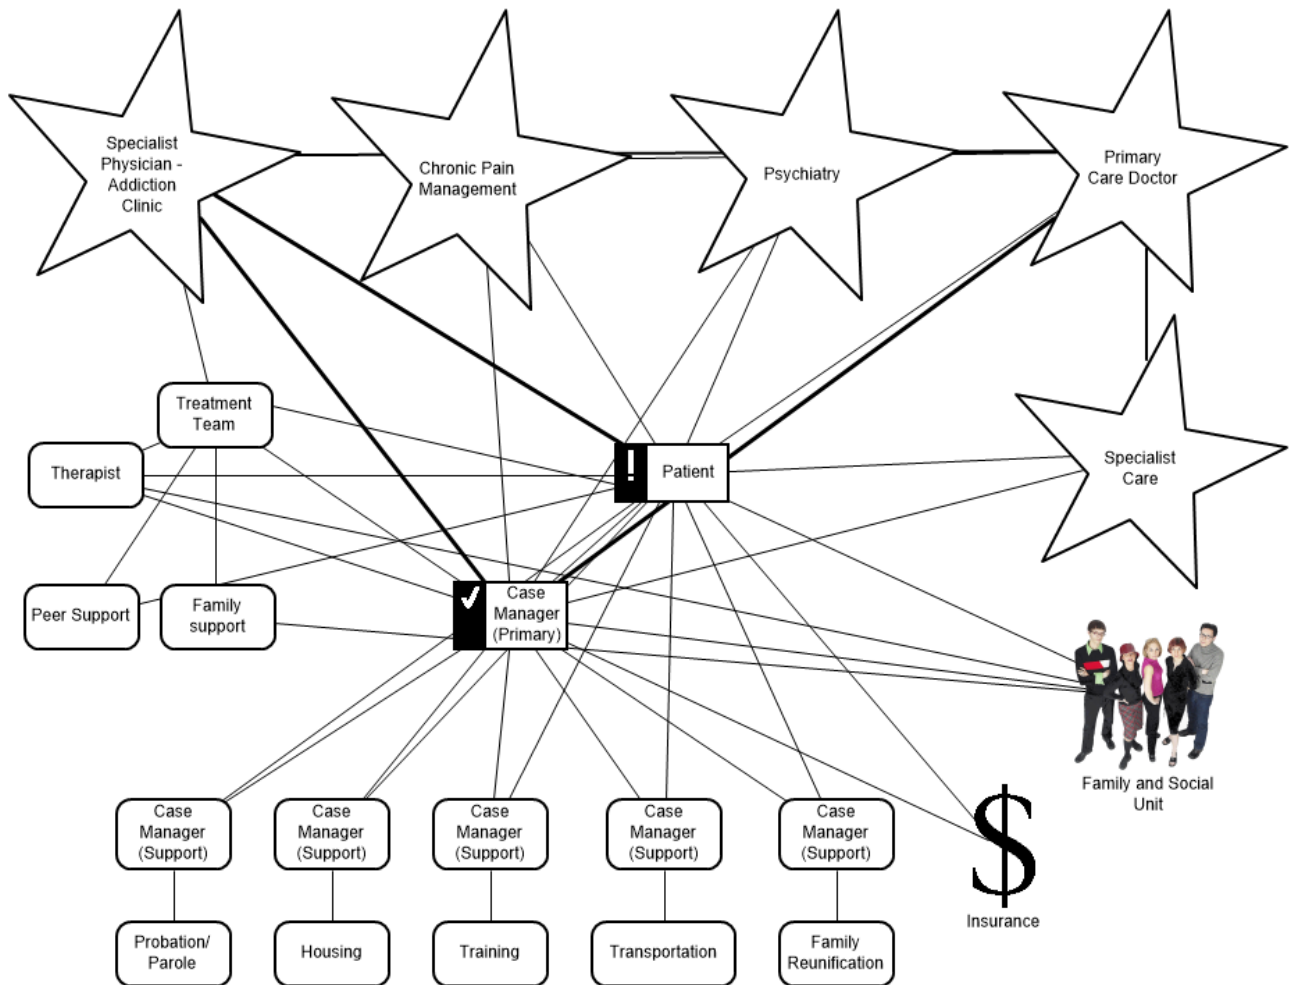 Specialist
Physician -
Addiction
Clinic
Chronic Pain
Management
Psychiatry
Primary
Care Doctor
Treatment
Team
Therapist
!
Patient
Specialist
Care
Peer Support
Family
support
Case
Manager
(Primary)
Family and Social
Unit
Case
Manager
(Support)
Case
Manager
(Support)
Case
Manager
(Support)
Case
Manager
(Support)
Case
Manager
(Support)
$
Insurance
Probation/
Parole
Housing
Training
Transportation
Family
Reunification